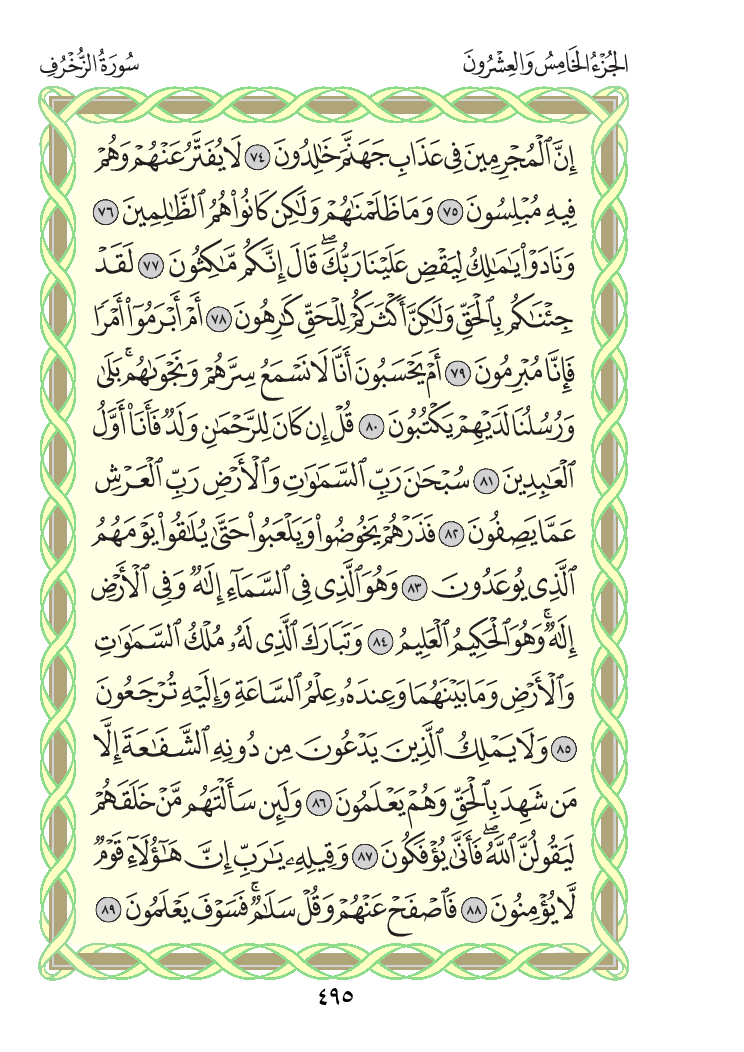 الجُزْءُ الخَامِسُ وَالعِشْرُونَ
سُورَةُ الزُّخْرُفِ
إِنَّ ٱلْمُجْرِمِينَ فِى عَذَابِ جَهَنَّمَ خَٰلِدُونَ ٧٤ لَا يُفَتَّرُ عَنْهُمْ وَهُمْ
فِيهِ مُبْلِسُونَ ٧٥ وَمَا ظَلَمْنَٰهُمْ وَلَٰكِن كَانُوا۟ هُمُ ٱلظَّٰلِمِينَ ٧٦
وَنَادَوْا۟ يَٰمَٰلِكُ لِيَقْضِ عَلَيْنَا رَبُّكَ ۖ قَالَ إِنَّكُم مَّٰكِثُونَ ٧٧ لَقَدْ
جِئْنَٰكُم بِٱلْحَقِّ وَلَٰكِنَّ أَكْثَرَكُمْ لِلْحَقِّ كَٰرِهُونَ ٧٨ أَمْ أَبْرَمُوٓا۟ أَمْرًا
فَإِنَّا مُبْرِمُونَ ٧٩ أَمْ يَحْسَبُونَ أَنَّا لَا نَسْمَعُ سِرَّهُمْ وَنَجْوَىٰهُم ۚ بَلَىٰ
وَرُسُلُنَا لَدَيْهِمْ يَكْتُبُونَ ٨٠ قُلْ إِن كَانَ لِلرَّحْمَٰنِ وَلَدٌ فَأَنَا۠ أَوَّلُ
ٱلْعَٰبِدِينَ ٨١ سُبْحَٰنَ رَبِّ ٱلسَّمَٰوَٰتِ وَٱلْأَرْضِ رَبِّ ٱلْعَرْشِ
عَمَّا يَصِفُونَ ٨٢ فَذَرْهُمْ يَخُوضُوا۟ وَيَلْعَبُوا۟ حَتَّىٰ يُلَٰقُوا۟ يَوْمَهُمُ
ٱلَّذِى يُوعَدُونَ ٨٣ وَهُوَ ٱلَّذِى فِى ٱلسَّمَآءِ إِلَٰهٌ وَفِى ٱلْأَرْضِ
إِلَٰهٌ ۚ وَهُوَ ٱلْحَكِيمُ ٱلْعَلِيمُ ٨٤ وَتَبَارَكَ ٱلَّذِى لَهُۥ مُلْكُ ٱلسَّمَٰوَٰتِ
وَٱلْأَرْضِ وَمَا بَيْنَهُمَا وَعِندَهُۥ عِلْمُ ٱلسَّاعَةِ وَإِلَيْهِ تُرْجَعُونَ
٨٥ وَلَا يَمْلِكُ ٱلَّذِينَ يَدْعُونَ مِن دُونِهِ ٱلشَّفَٰعَةَ إِلَّا
مَن شَهِدَ بِٱلْحَقِّ وَهُمْ يَعْلَمُونَ ٨٦ وَلَئِن سَأَلْتَهُم مَّنْ خَلَقَهُمْ
لَيَقُولُنَّ ٱللَّهُ ۖ فَأَنَّىٰ يُؤْفَكُونَ ٨٧ وَقِيلِهِۦ يَٰرَبِّ إِنَّ هَٰٓؤُلَآءِ قَوْمٌ
لَّا يُؤْمِنُونَ ٨٨ فَٱصْفَحْ عَنْهُمْ وَقُلْ سَلَٰمٌ ۚ فَسَوْفَ يَعْلَمُونَ ٨٩
٤٩٥